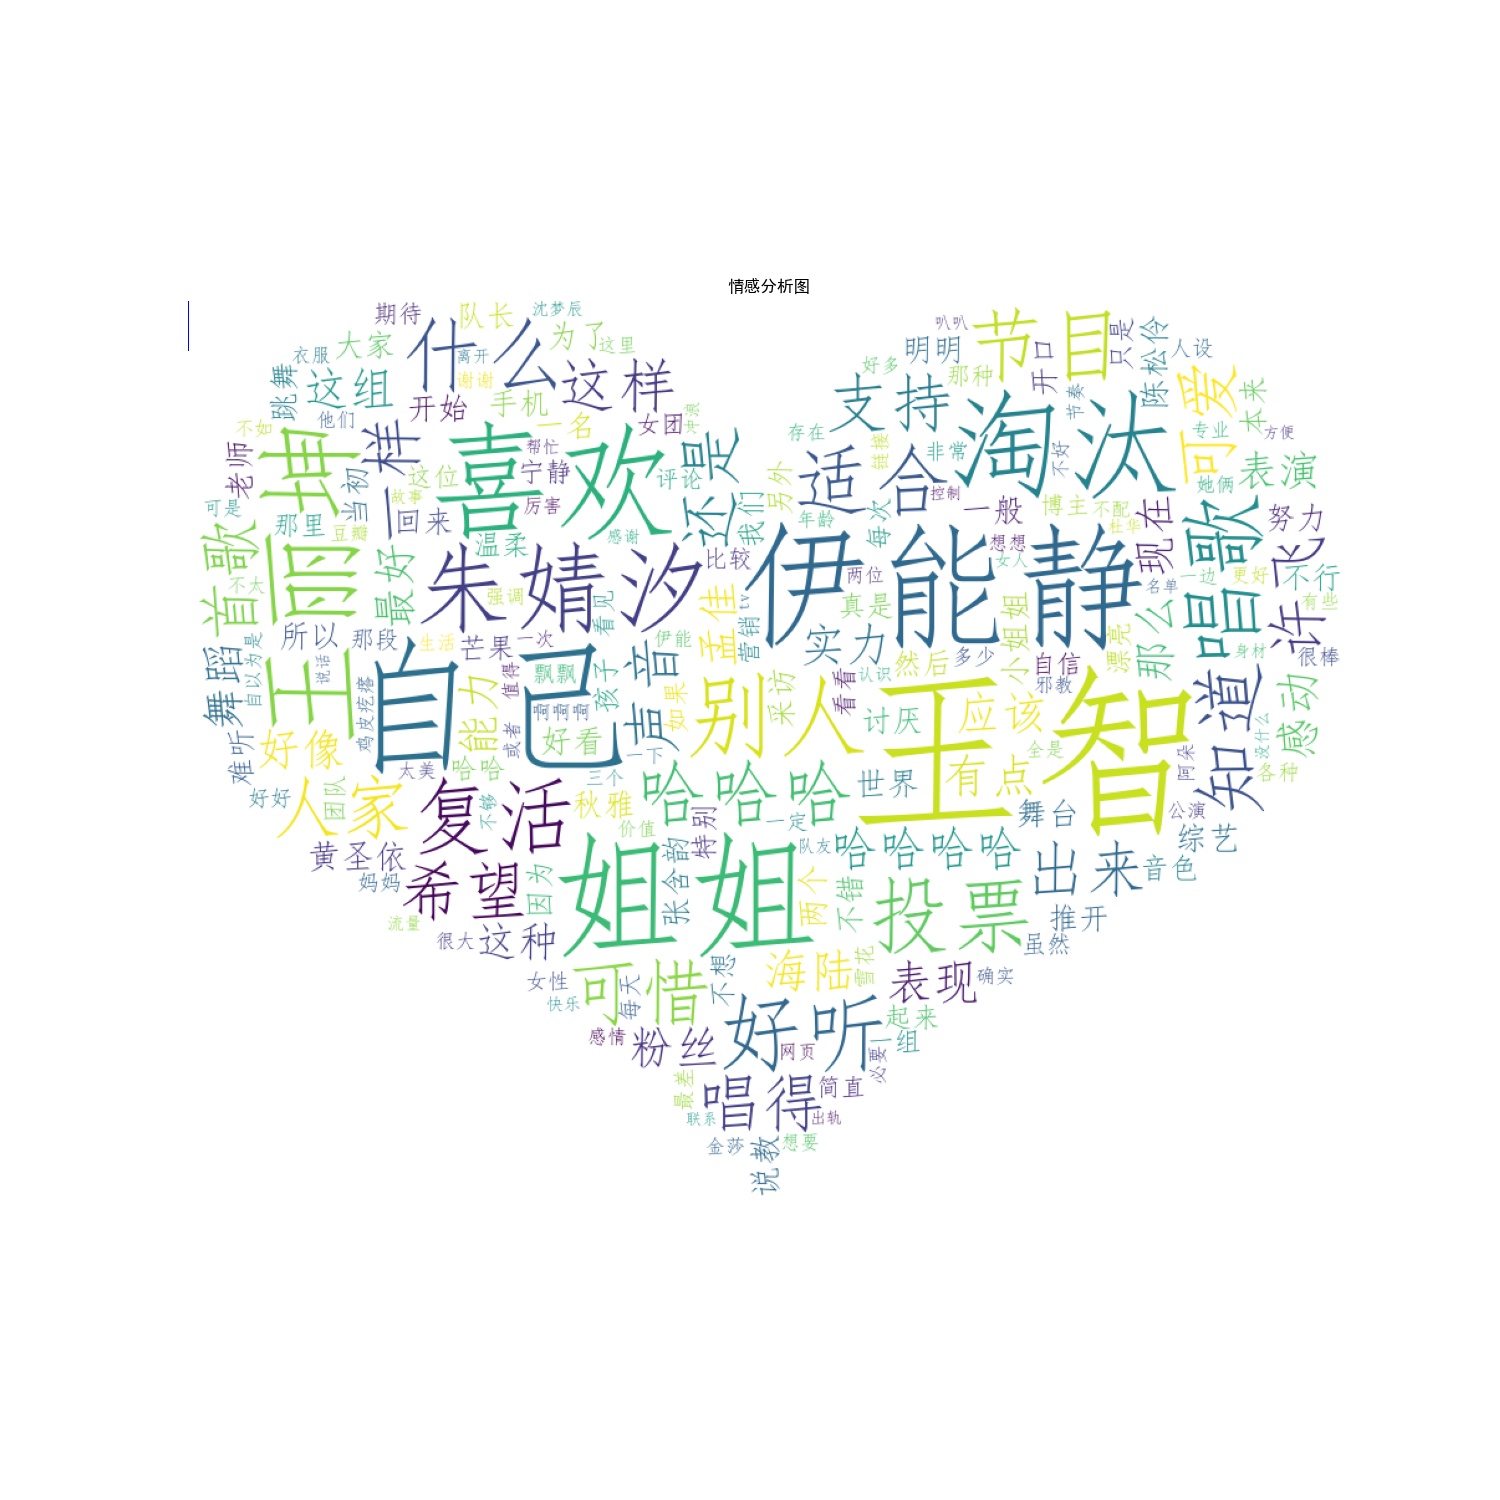 情感分析图
期待
队长
沈梦辰
叭叭
节目
只是
陈松伶
人设
大家
什么
离开
为了
这里
明明
开口
衣服
谢谢
好多
那种
节奏
可爱
本来
跳舞
这组
开始
手机
这样
支持
淘汰
专业
方便
他们
一样
喜欢
帮忙
一名
女团
还是
存在
链接
非常
不好
不如
王丽坤
当初
这位
宁静
评论
另外
适合
控制
她俩
表演
老师
故事
厉害
我们
每次
一般
博主
不配
杜华
现在
唱歌
努力
可是
那里
豆瓣
回来
温柔
感谢
年龄
想想
首歌
不太
最好
朱婧汐
比较
伊能静
两位
女人
名单
一边
更好
不行
许飞
强调
看见
孟佳
tv
营销
真是
小姐姐
漂亮
那么
有些
所以
那段
生活
芒果
一次
伊能
实力
然后
多少
自信
身材
很棒
舞蹈
自以为是
说话
自己
值得
飘飘
孩子
声音
如果
别人
采访
看看
认识
邪教
知道
没什么
感动
难听
好像
鸡皮疙瘩
能力
或者
好看
一下
讨厌
应该
全是
王智
阿朵
各种
太美
哈哈
三个
哈哈哈
世界
有点
好好
人家
团队
复活
不够
秋雅
价值
特别
一定
舞台
公演
综艺
黄圣依
妈妈
希望
因为
姐姐
张含韵
队友
哈哈哈哈
出来
音色
流量
两个
不错
投票
推开
很大
这种
虽然
女性
快乐
可惜
每天
不想
海陆
雪花
表现
确实
感情
粉丝
好听
网页
起来
一组
必要
最差
唱得
简直
联系
出轨
金莎
说教
想要